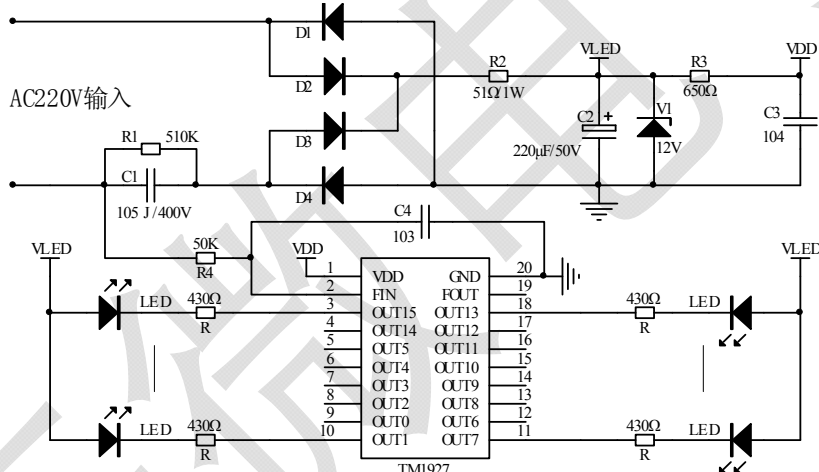 D1
D2
D3
D4
AC220V输入
R1 510K
C1
105 J/400V
R2
51Ω/1W
VLED
R3
650Ω
VDD
C2 +
220μF/50V
V1
12V
C3
104
C4
103
50K
R4
VDD
VLED
LED 430Ω
R
LED 430Ω
R
1 VDD GND 20
2 FIN FOUT 19
3 OUT15 OUT13 18
4 OUT14 OUT12 17
5 OUT5 OUT11 16
6 OUT4 OUT10 15
7 OUT3 OUT9 14
8 OUT2 OUT8 13
9 OUT0 OUT6 12
10 OUT1 OUT7 11
TM1927
VLED
430Ω LED
R
430Ω LED
R